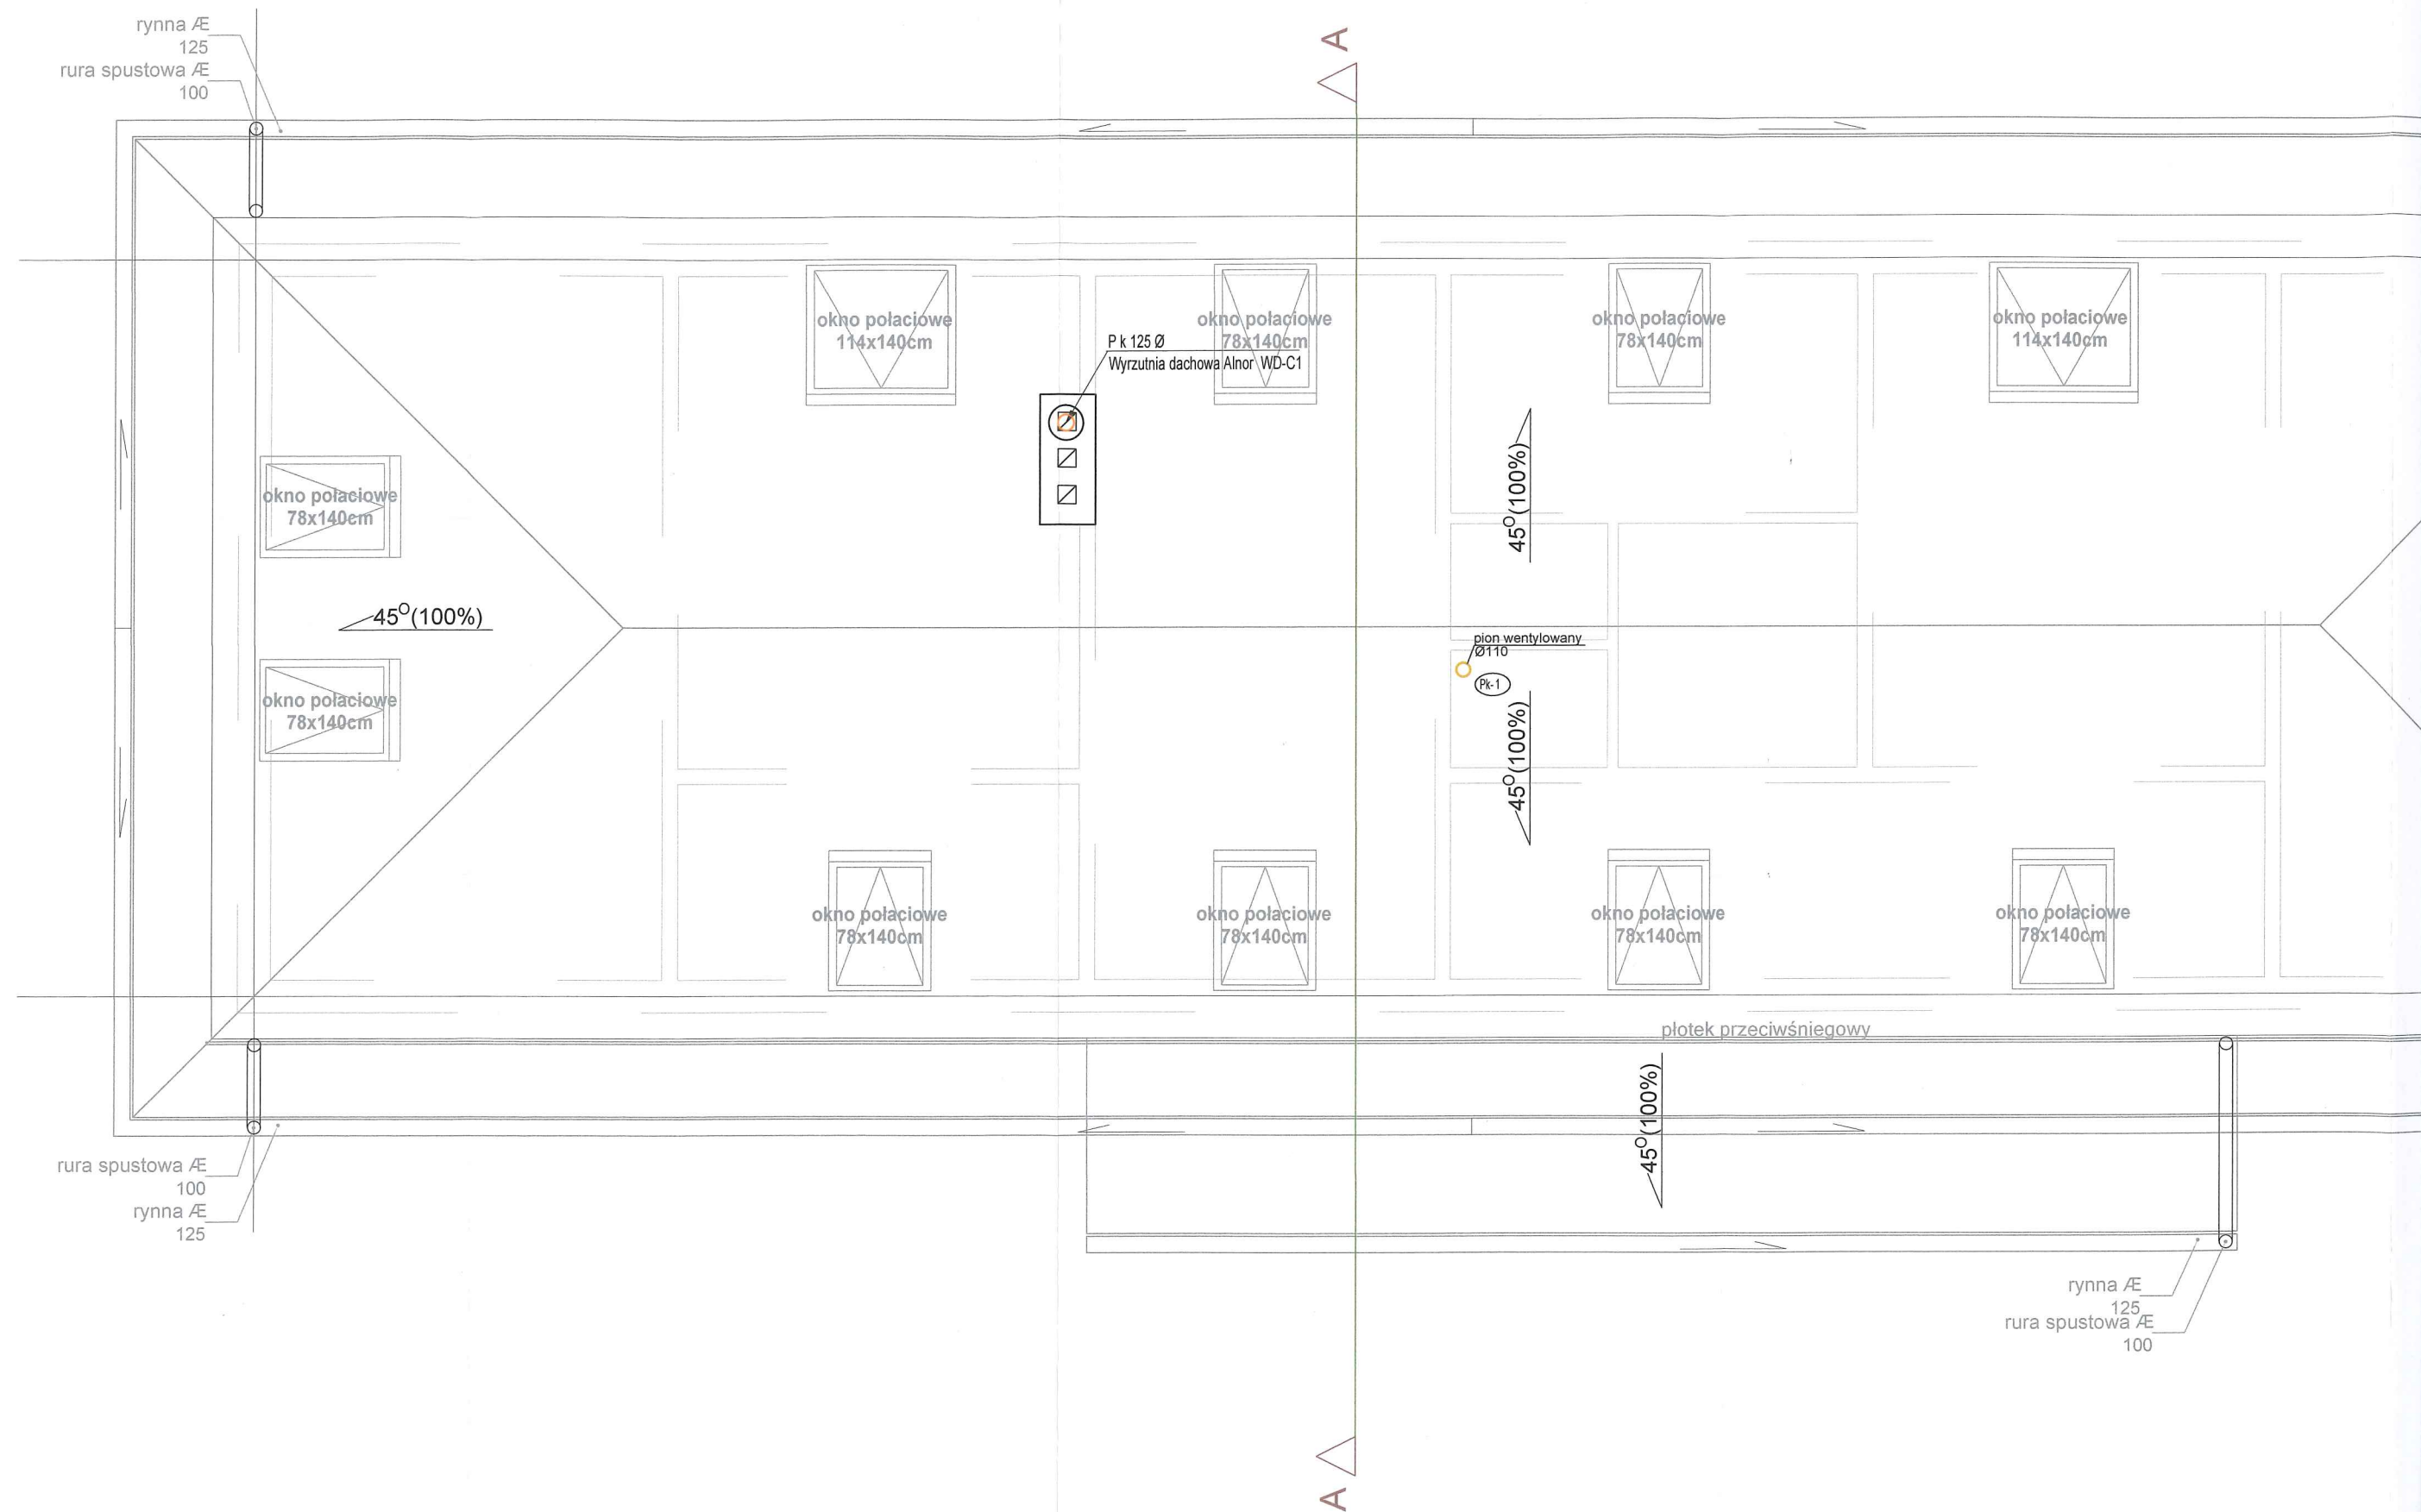 rynna Æ
125
rura spustowa Æ
100
A
okno połaciowe
114x140cm
okno połaciowe
78x140cm
okno połaciowe
78x140cm
okno połaciowe
114x140cm
P k 125 Ø
Wyrzutnia dachowa Alnor WD-C1
45°(100%)
okno połaciowe
78x140cm
45°(100%)
pion wentylowany
Ø110
Pk-1
okno połaciowe
78x140cm
45°(100%)
okno połaciowe
78x140cm
okno połaciowe
78x140cm
okno połaciowe
78x140cm
okno połaciowe
78x140cm
płotek przeciwśniegowy
45°(100%)
rura spustowa Æ
100
rynna Æ
125
rynna Æ
125
rura spustowa Æ
100
A